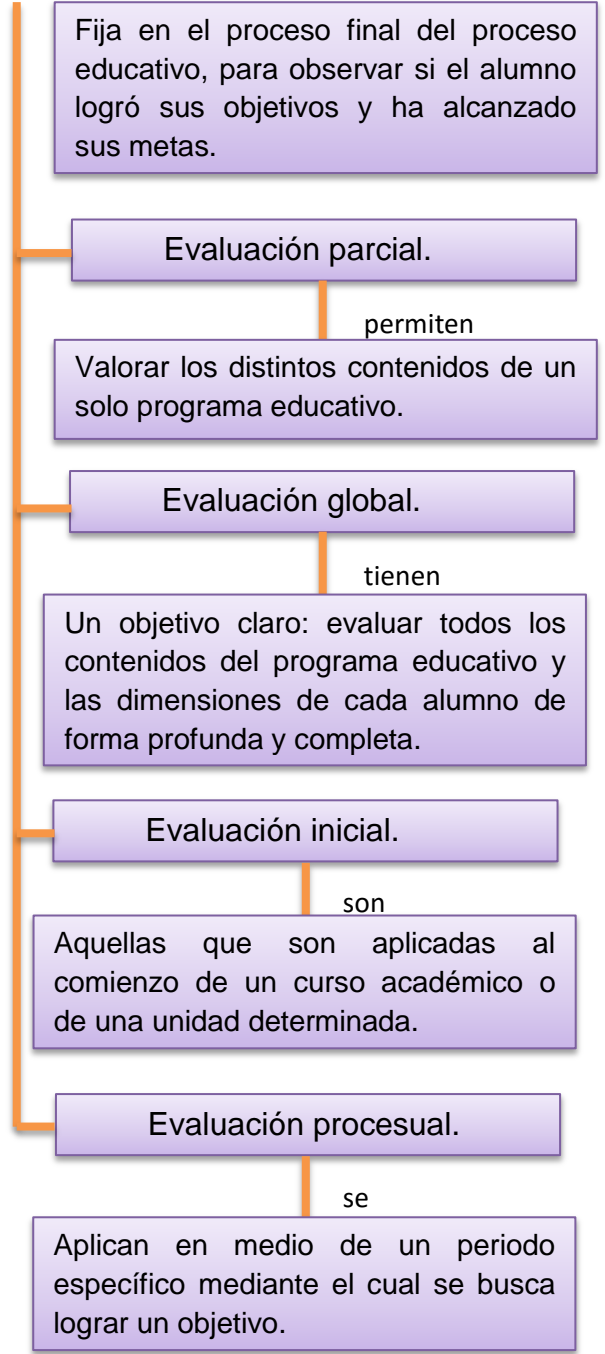 Fija en el proceso final del proceso
educativo, para observar si el alumno
logró sus objetivos y ha alcanzado
sus metas.
Evaluación parcial.
permiten
Valorar los distintos contenidos de un
solo programa educativo.
Evaluación global.
tienen
Un objetivo claro: evaluar todos los
contenidos del programa educativo y
las dimensiones de cada alumno de
forma profunda y completa.
Evaluación inicial.
son
Aquellas que son aplicadas al
comienzo de un curso académico o
de una unidad determinada.
Evaluación procesual.
se
Aplican en medio de un periodo
específico mediante el cual se busca
lograr un objetivo.